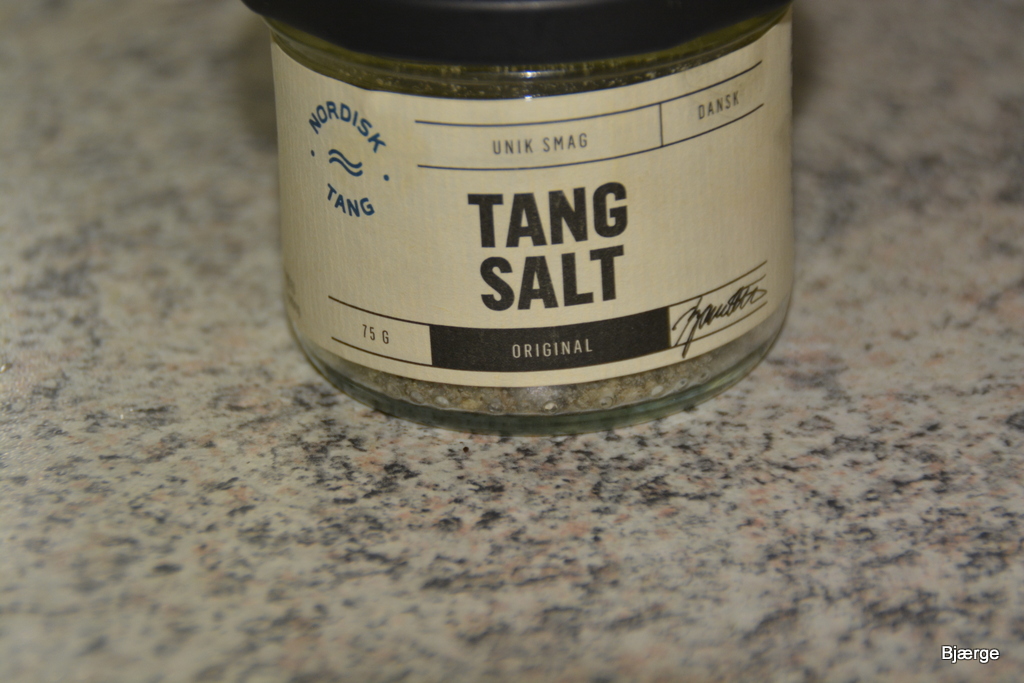 NORDISK
TANG
UNIK SMAG
DANSK
TANG
SALT
75 G
ORIGINAL
Bjærge